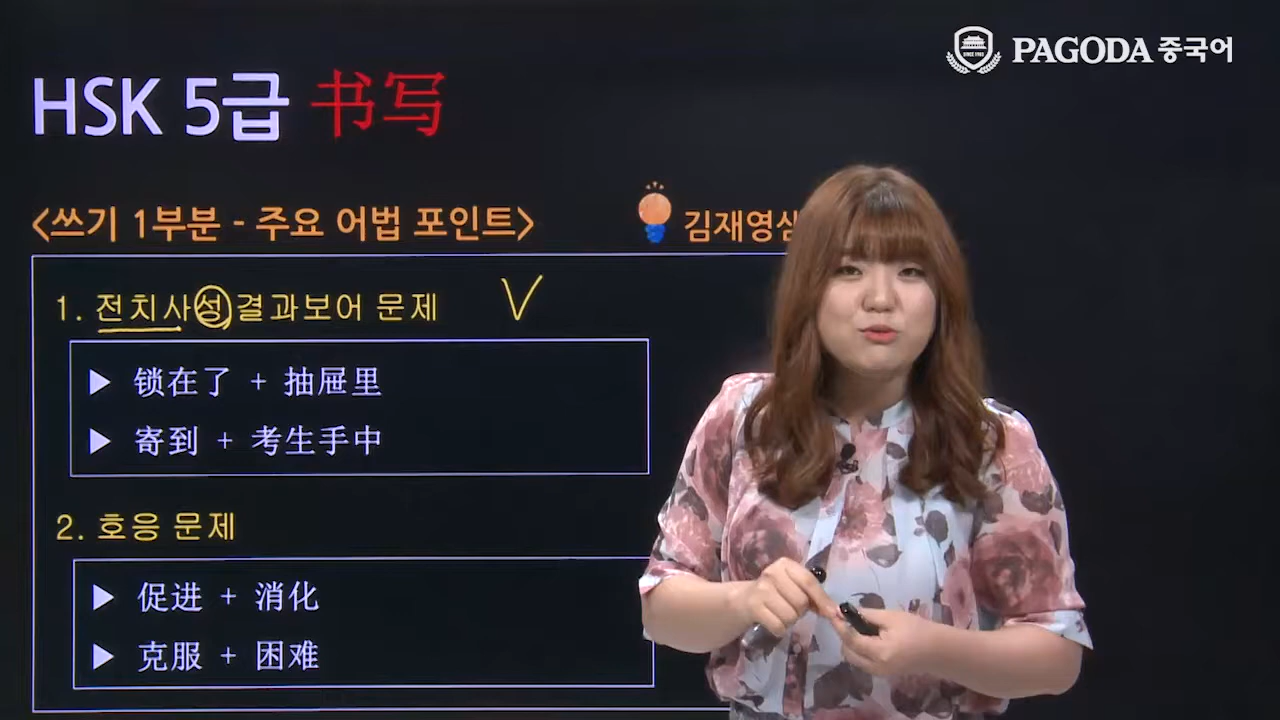 PAGODA 중국어
HSK 5급 书写
<쓰기 1부분 - 주요 어법 포인트>
김재영
1. 전치사성결과보어 문제
V
▶ 锁在了 + 抽屉里
▶ 寄到 + 考生手中
2. 호응 문제
▶ 促进 + 消化
▶ 克服 + 困难